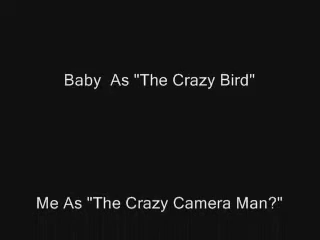 Baby As "The Crazy Bird"
Me As "The Crazy Camera Man?"